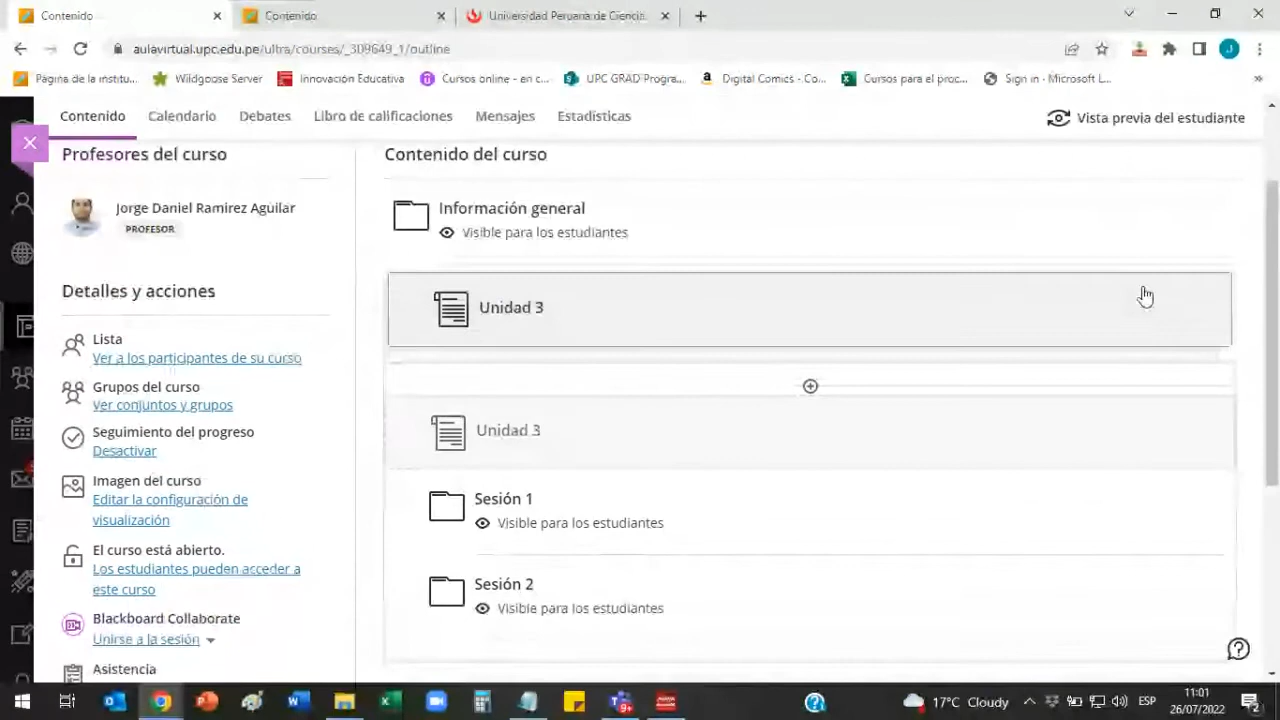 Contenido
Contenido
Universidad Peruana de Ciencia
aulavirtual.upc.edu.pe/ultra/courses/_309649_1/outline
J
Página de la institu...
Wildgoose Server
Innovación Educativa
Cursos online - en c...
UPC GRAD Progra...
Digital Comics - Co...
Cursos para el proc...
Sign in - Microsoft L...
»
Contenido
Calendario
Debates
Libro de calificaciones
Mensajes
Estadísticas
Vista previa del estudiante
Profesores del curso
Jorge Daniel Ramirez Aguilar
PROFESOR
Detalles y acciones
Lista
Ver a los participantes de su curso
Grupos del curso
Ver conjuntos y grupos
Seguimiento del progreso
Desactivar
Imagen del curso
Editar la configuración de
visualización
El curso está abierto.
Los estudiantes pueden acceder a
este curso
Blackboard Collaborate
Unirse a la sesión
Asistencia
Contenido del curso
Información general
Visible para los estudiantes
Unidad 3
Unidad 3
Sesión 1
Visible para los estudiantes
Sesión 2
Visible para los estudiantes
17°C Cloudy
ESP
11:01
26/07/2022